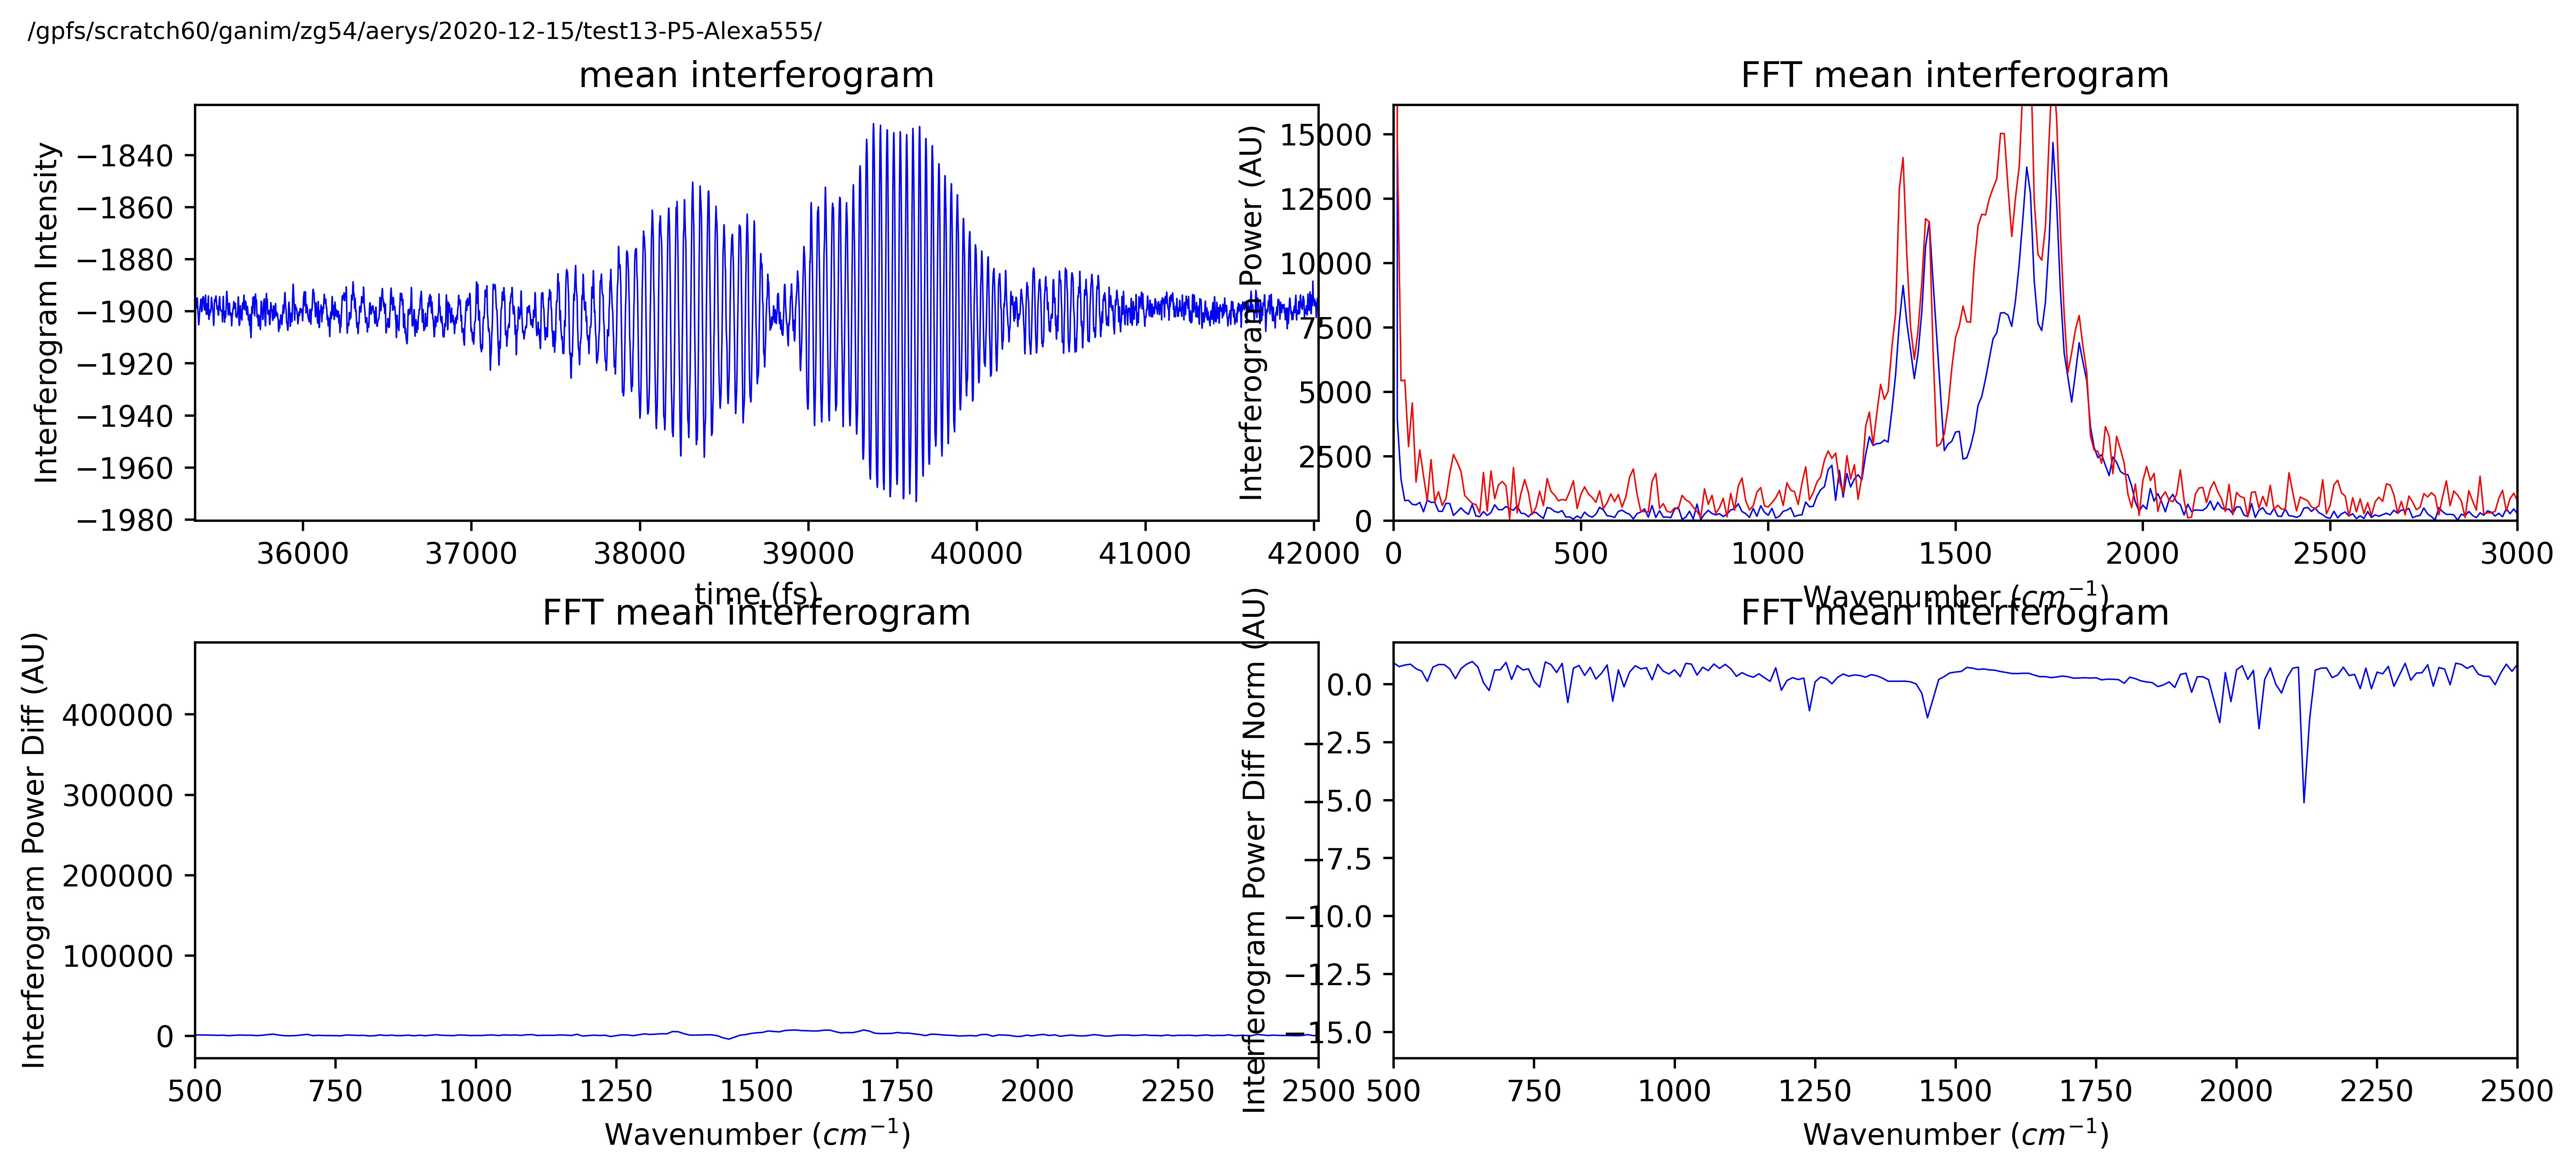 /gpfs/scratch60/ganim/zg54/aerys/2020-12-15/test13-P5-Alexa555/
mean interferogram
Interferogram Intensity
−1840
−1860
−1880
−1900
−1920
−1940
−1960
−1980
36000 37000 38000 39000 40000 41000 42000
time (fs)
FFT mean interferogram
Interferogram Power (AU)
15000
12500
10000
7500
5000
2500
0
0 500 1000 1500 2000 2500 3000
Wavenumber (cm⁻¹)
FFT mean interferogram
Interferogram Power Diff (AU)
400000
300000
200000
100000
0
500 750 1000 1250 1500 1750 2000 2250 2500
Wavenumber (cm⁻¹)
FFT mean interferogram
Interferogram Power Diff Norm (AU)
0.0
−2.5
−5.0
−7.5
−10.0
−12.5
−15.0
500 750 1000 1250 1500 1750 2000 2250 2500
Wavenumber (cm⁻¹)